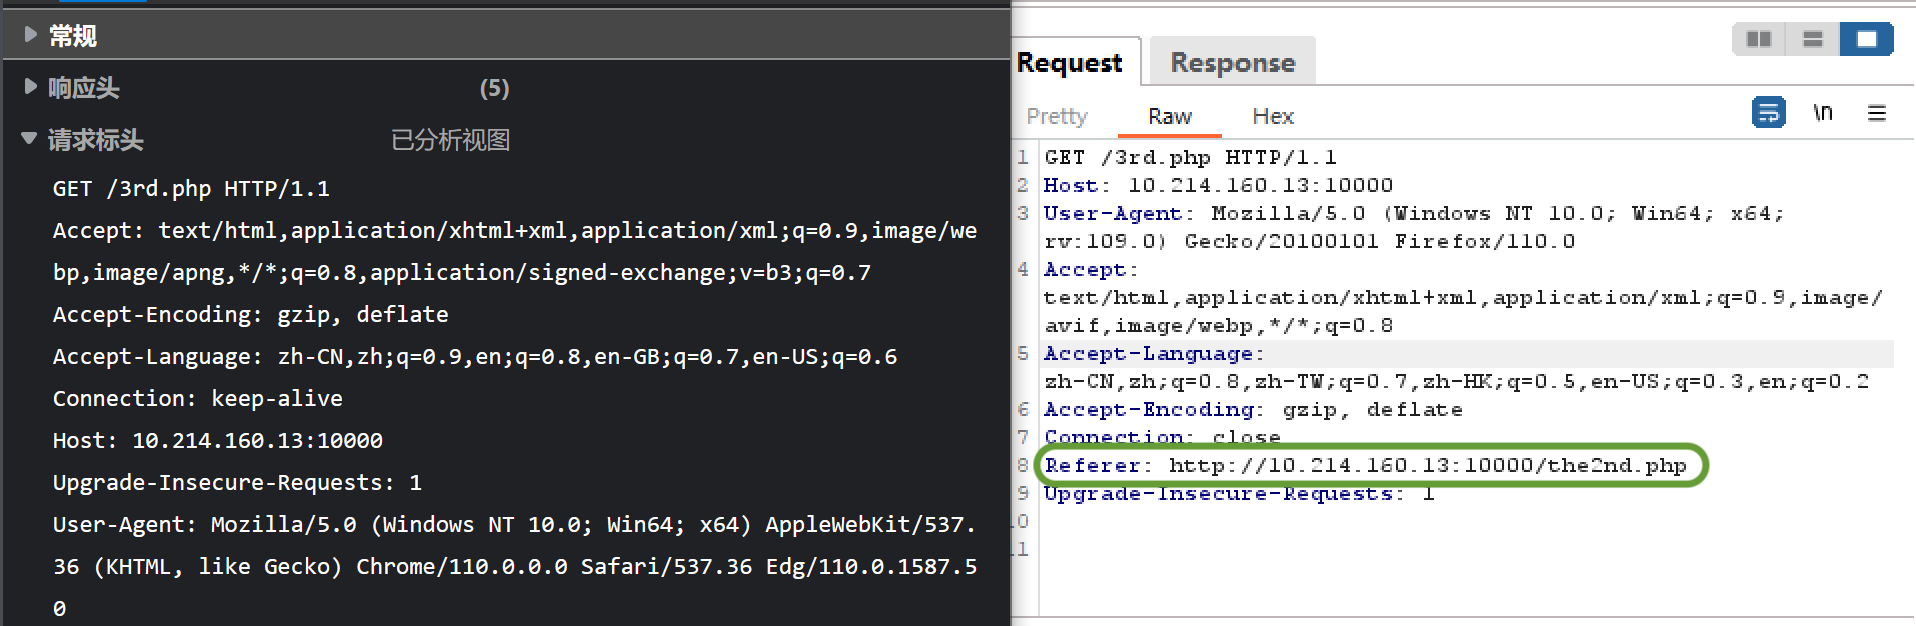 常规
响应头 (5)
请求标头 已分析视图
GET /3rd.php HTTP/1.1
Accept: text/html,application/xhtml+xml,application/xml;q=0.9,image/we
bp,image/apng,*/*;q=0.8,application/signed-exchange;v=b3;q=0.7
Accept-Encoding: gzip, deflate
Accept-Language: zh-CN,zh;q=0.9,en;q=0.8,en-GB;q=0.7,en-US;q=0.6
Connection: keep-alive
Host: 10.214.160.13:10000
Upgrade-Insecure-Requests: 1
User-Agent: Mozilla/5.0 (Windows NT 10.0; Win64; x64) AppleWebKit/537.
36 (KHTML, like Gecko) Chrome/110.0.0.0 Safari/537.36 Edg/110.0.1587.5
0
Request Response
Pretty Raw Hex \n
1 GET /3rd.php HTTP/1.1
2 Host: 10.214.160.13:10000
3 User-Agent: Mozilla/5.0 (Windows NT 10.0; Win64; x64;
rv:109.0) Gecko/20100101 Firefox/110.0
4 Accept:
text/html,application/xhtml+xml,application/xml;q=0.9,image/
avif,image/webp,*/*;q=0.8
5 Accept-Language:
zh-CN,zh;q=0.8,zh-TW;q=0.7,zh-HK;q=0.5,en-US;q=0.3,en;q=0.2
6 Accept-Encoding: gzip, deflate
7 Connection: close
8 Referer: http://10.214.160.13:10000/the2nd.php
9 Upgrade-Insecure-Requests: 1
10
11